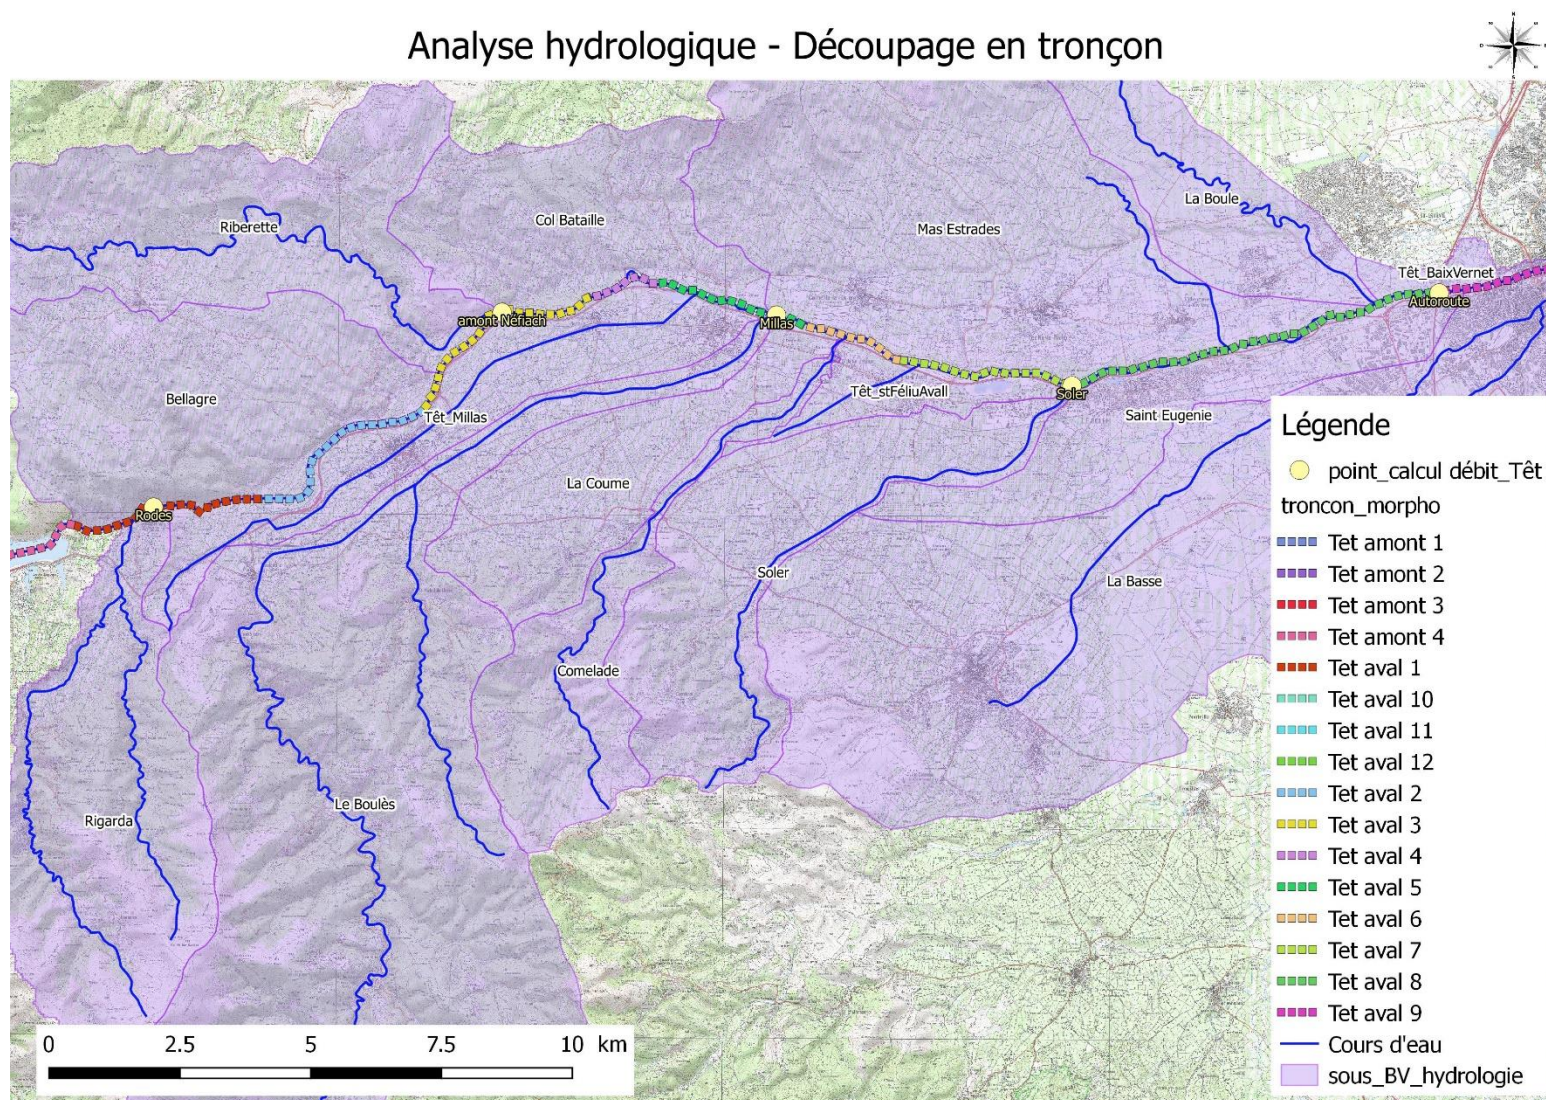 Analyse hydrologique - Découpage en tronçon
N
S
La Boule
Riberette
Col Bataille
Mas Estrades
Têt_BaixVernet
Autoroute
amont Néfiach
Millas
Bellagre
Têt_Millas
Têt_stFéliuAvall
Soler
Saint Eugenie
La Coume
Rodes
Soler
La Basse
Comelade
Le Boulès
Rigarda
Légende
point_calcul débit_Têt
troncon_morpho
Tet amont 1
Tet amont 2
Tet amont 3
Tet amont 4
Tet aval 1
Tet aval 10
Tet aval 11
Tet aval 12
Tet aval 2
Tet aval 3
Tet aval 4
Tet aval 5
Tet aval 6
Tet aval 7
Tet aval 8
Tet aval 9
Cours d'eau
sous_BV_hydrologie
0 2.5 5 7.5 10 km